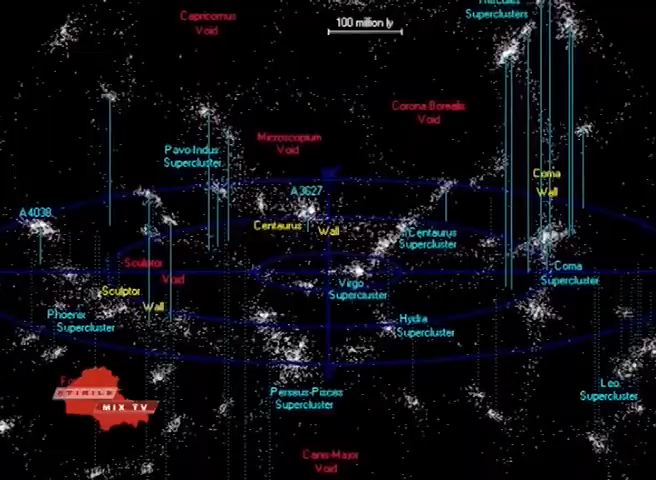 Hercules
Superclusters
Capricornus
Void
100 million ly
Corona Borealis
Void
Microscopium
Void
Pavo-Indus
Supercluster
Coma
Wall
A3627
A4038
Centaurus
Wall
Centaurus
Supercluster
Sculptor
Void
Coma
Supercluster
Virgo
Supercluster
Sculptor
Wall
Phoenix
Supercluster
Hydra
Supercluster
Perseus-Pisces
Supercluster
Leo
Supercluster
STIRILE
MIX TV
Canis-Major
Void